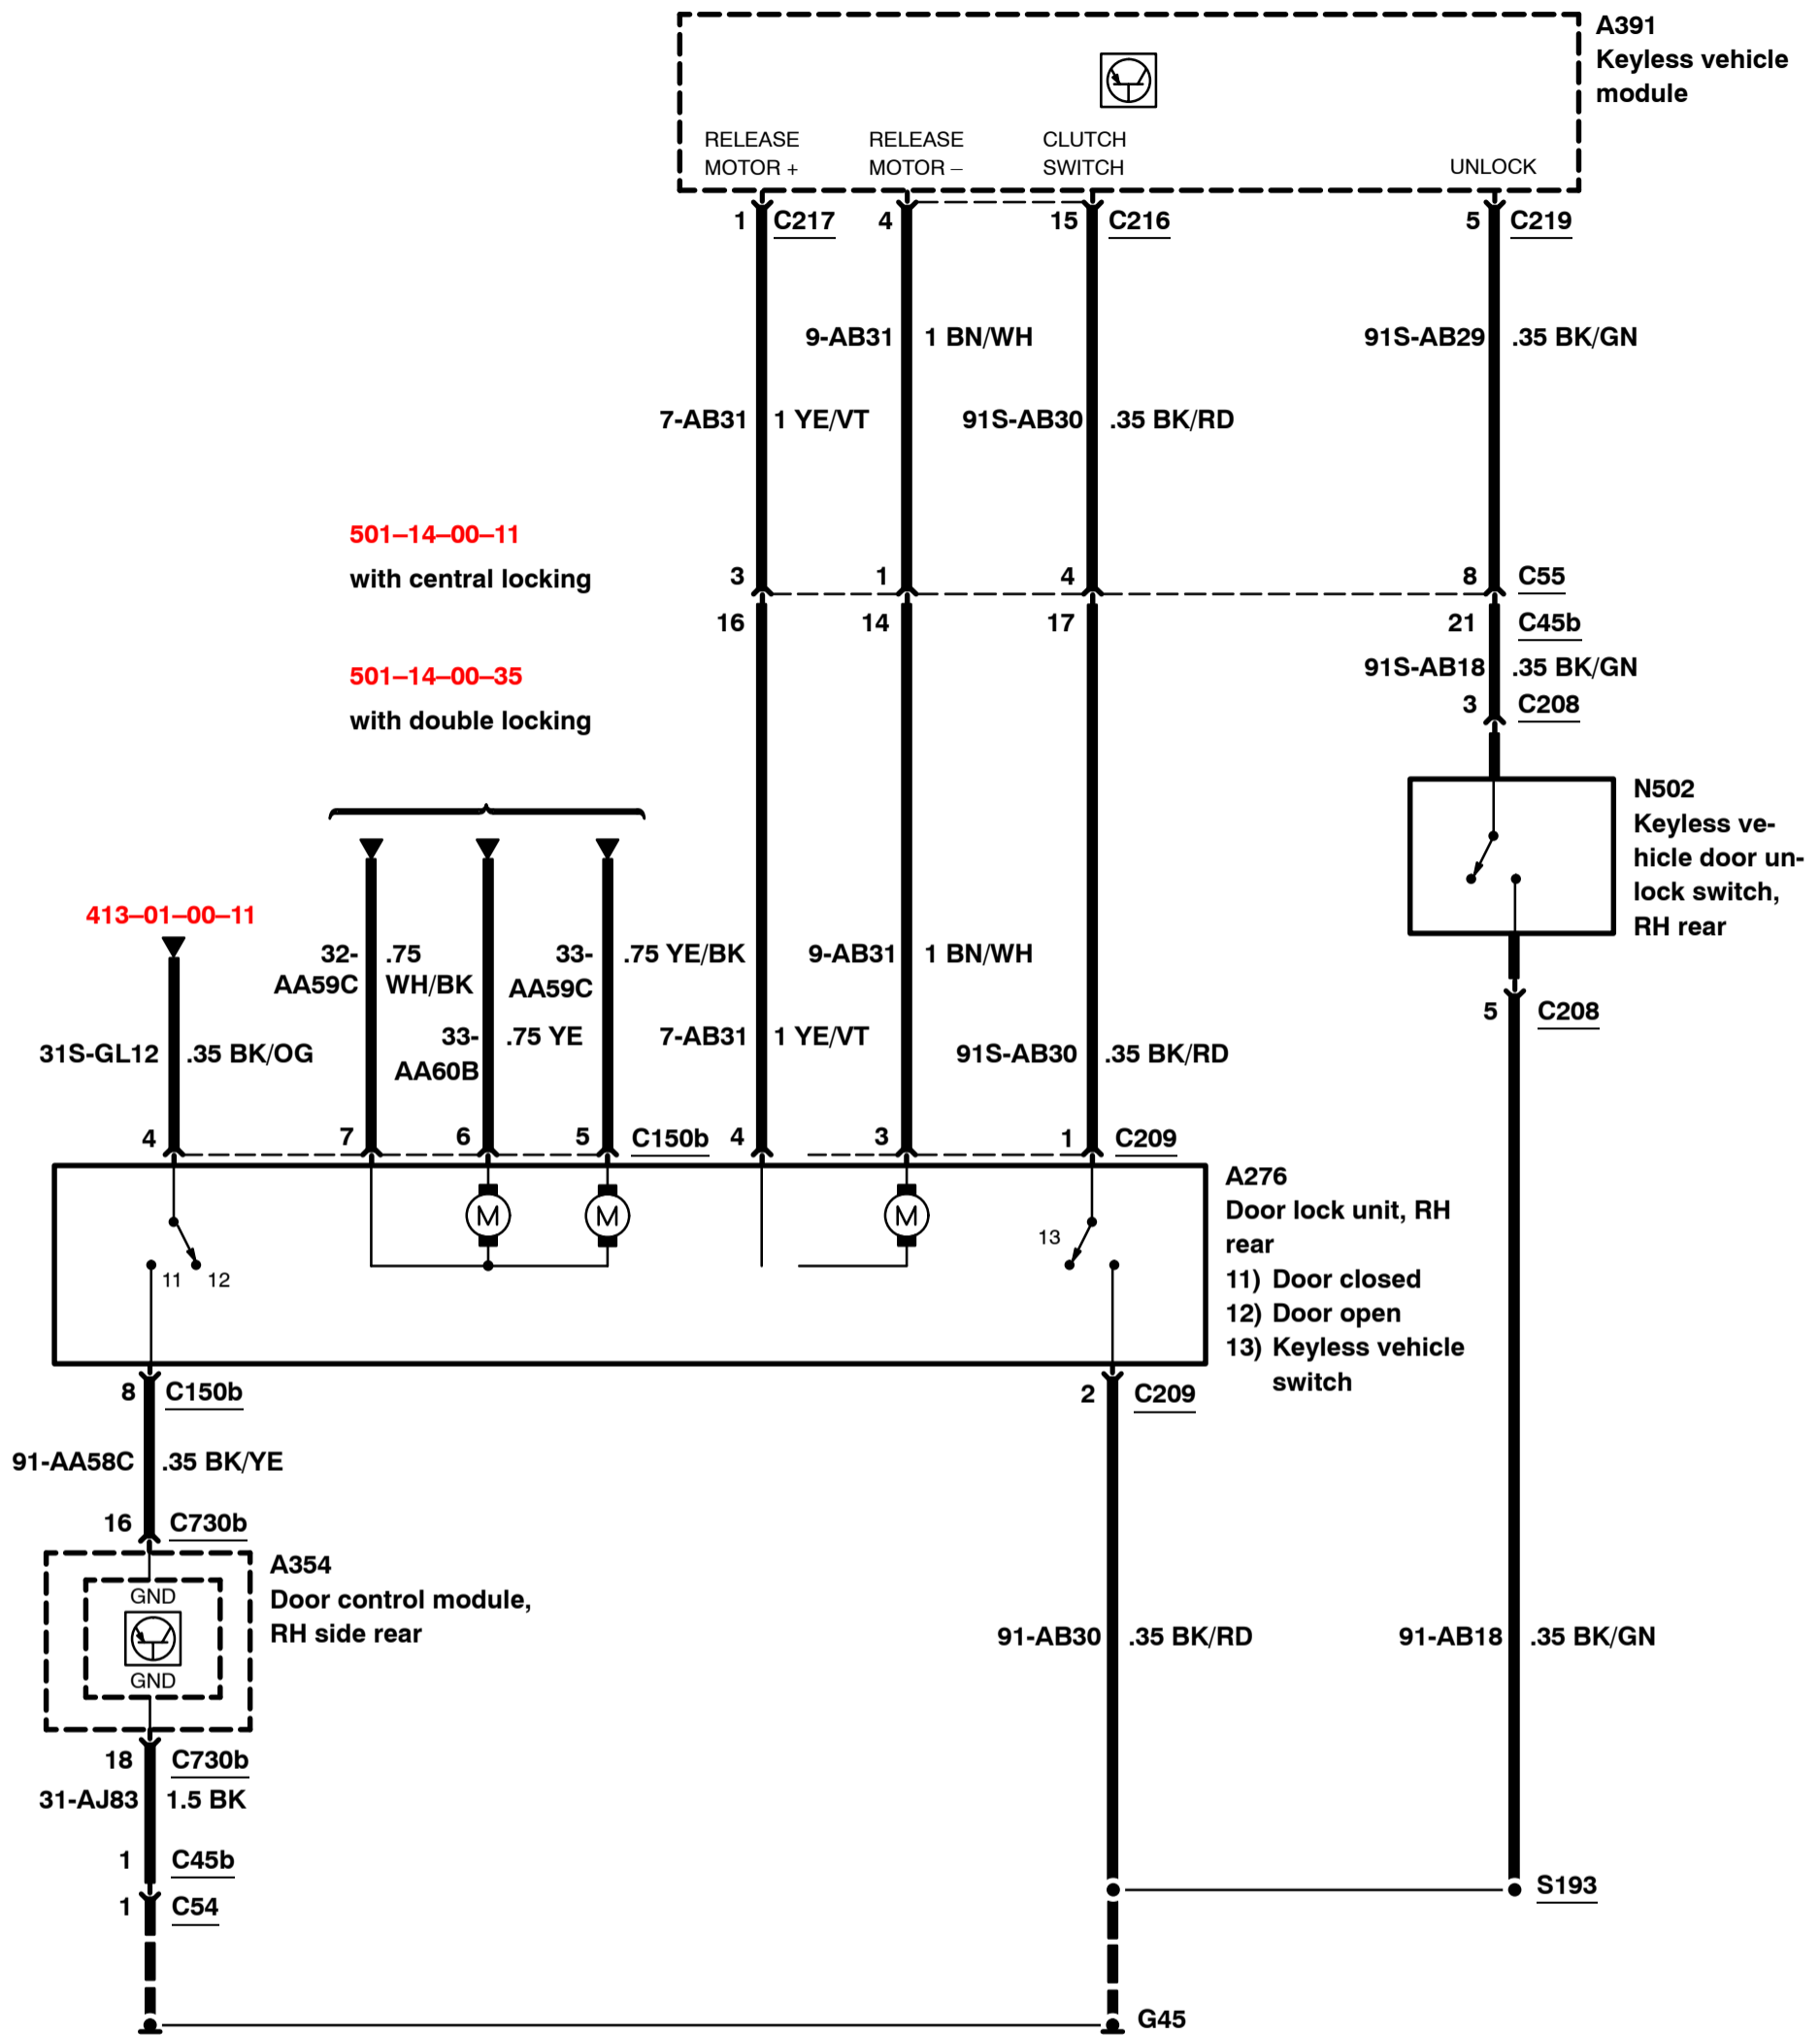 A391
Keyless vehicle
module
RELEASE
MOTOR +
RELEASE
MOTOR –
CLUTCH
SWITCH
UNLOCK
1 C217
4
15 C216
5 C219
9-AB31 1 BN/WH
91S-AB29 .35 BK/GN
7-AB31 1 YE/VT
91S-AB30 .35 BK/RD
501–14–00–11
with central locking
3 1 4 8 C55
16 14 17 21 C45b
501–14–00–35
with double locking
91S-AB18 .35 BK/GN
3 C208
N502
Keyless ve-
hicle door un-
lock switch,
RH rear
413–01–00–11
32-
AA59C
.75
WH/BK
33-
AA59C
.75 YE/BK
9-AB31 1 BN/WH
5 C208
31S-GL12 .35 BK/OG
33-
AA60B
.75 YE
7-AB31 1 YE/VT
91S-AB30 .35 BK/RD
4 7 6 5 C150b 4 3 1 C209
M M M
13
11 12
A276
Door lock unit, RH
rear
11) Door closed
12) Door open
13) Keyless vehicle
switch
8 C150b
2 C209
91-AA58C .35 BK/YE
16 C730b
A354
Door control module,
RH side rear
GND
GND
91-AB30 .35 BK/RD
91-AB18 .35 BK/GN
18 C730b
31-AJ83 1.5 BK
1 C45b
1 C54
S193
G45